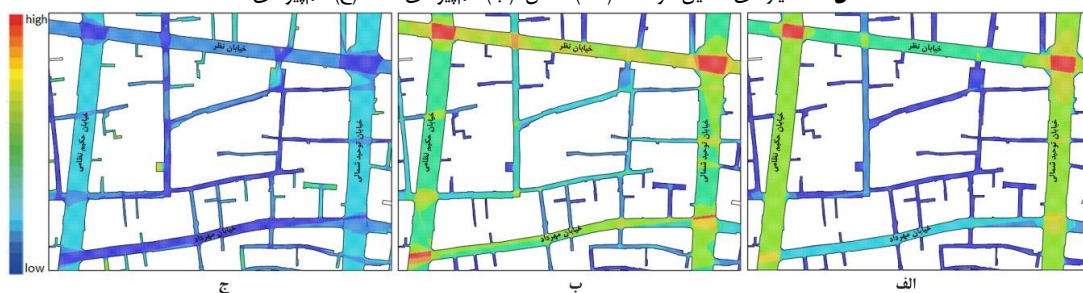 high
low
خیابان نظر
خیابان حکیم نظامی
خیابان توحید شمالی
خیابان مهرداد
ج
خیابان نظر
خیابان حکیم نظامی
خیابان توحید شمالی
خیابان مهرداد
ب
خیابان نظر
خیابان حکیم نظامی
خیابان توحید شمالی
خیابان مهرداد
الف